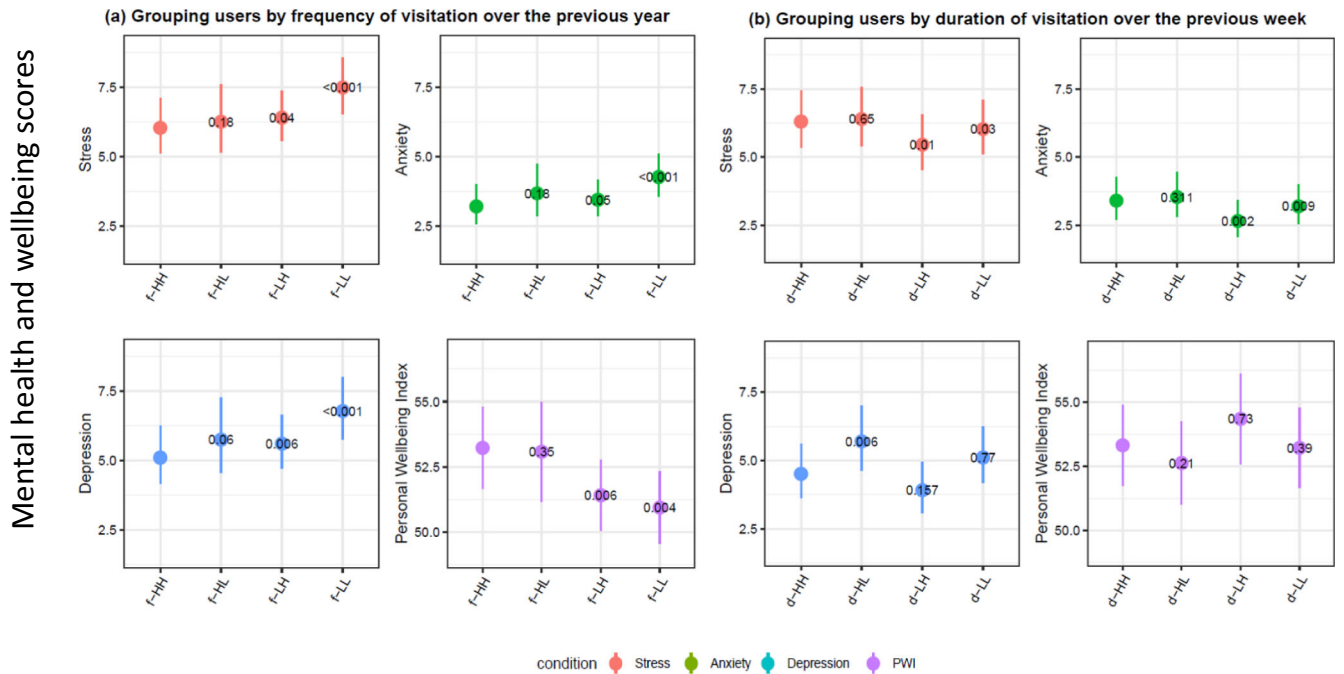 (a) Grouping users by frequency of visitation over the previous year
(b) Grouping users by duration of visitation over the previous week
Mental health and wellbeing scores
Stress
7.5
5.0
2.5
0.18
0.04
<0.001
f-HH
f-HL
f-LH
f-LL
Anxiety
7.5
5.0
2.5
0.18
0.05
<0.001
f-HH
f-HL
f-LH
f-LL
Stress
7.5
5.0
2.5
0.65
0.01
0.03
d-HH
d-HL
d-LH
d-LL
Anxiety
7.5
5.0
2.5
0.311
0.002
0.009
d-HH
d-HL
d-LH
d-LL
Depression
7.5
5.0
2.5
0.06
0.006
<0.001
f-HH
f-HL
f-LH
f-LL
Personal Wellbeing Index
55.0
52.5
50.0
0.35
0.006
0.004
f-HH
f-HL
f-LH
f-LL
Depression
7.5
5.0
2.5
0.006
0.157
0.77
d-HH
d-HL
d-LH
d-LL
Personal Wellbeing Index
55.0
52.5
50.0
0.21
0.73
0.39
d-HH
d-HL
d-LH
d-LL
condition Stress Anxiety Depression PWI